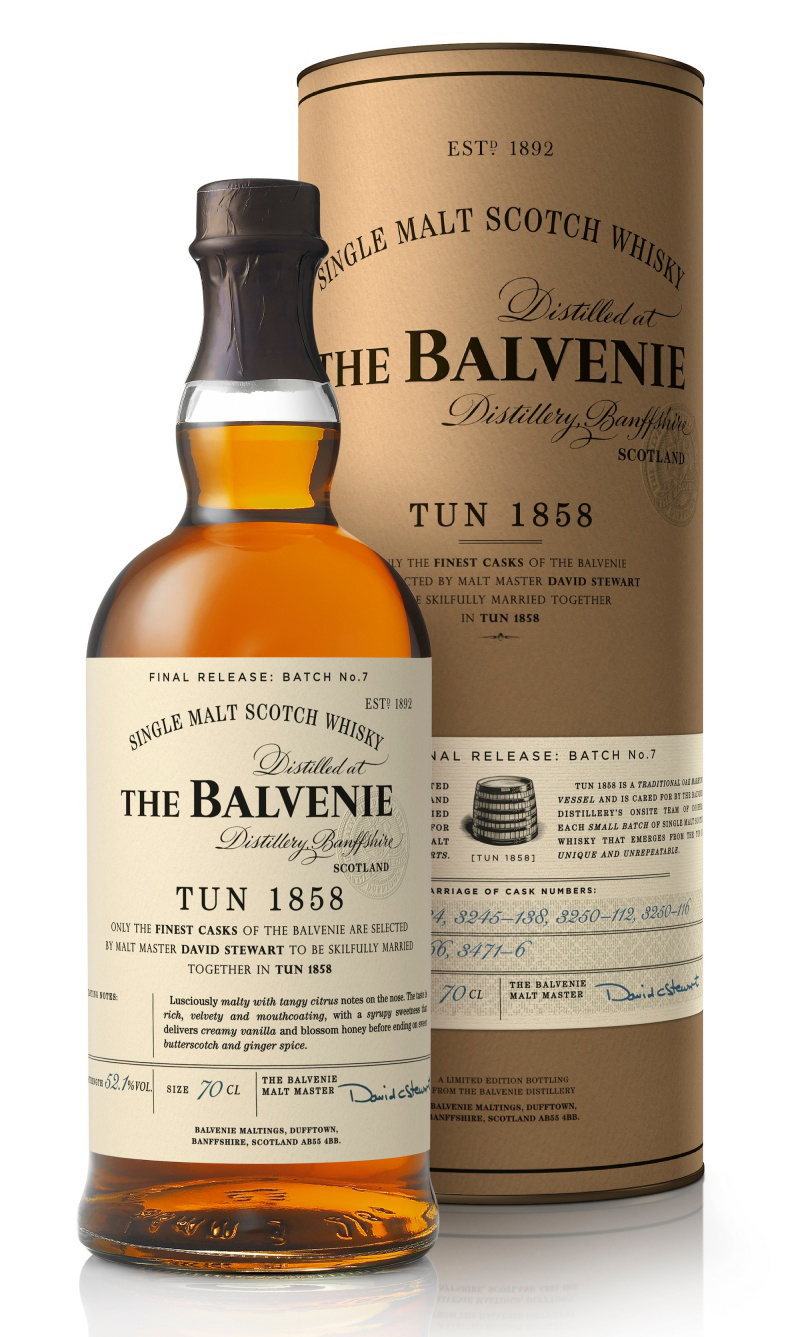 ESTD 1892
SINGLE MALT SCOTCH WHISKY
Distilled at
THE BALVENIE
Distillery, Banffshire
SCOTLAND
TUN 1858
THE FINEST CASKS OF THE BALVENIE
BY MALT MASTER DAVID STEWART
SKILFULLY MARRIED TOGETHER
IN TUN 1858
RELEASE: BATCH No.7
[TUN 1858]
TUN 1858 IS A TRADITIONAL OAK
VESSEL AND IS CARED FOR BY THE
DISTILLERY'S ONSITE TEAM OF
EACH SMALL BATCH OF SINGLE MALT
WHISKY THAT EMERGES FROM THE
UNIQUE AND UNREPEATABLE.
OF CASK NUMBERS:
3245–138, 3250–112, 3250–116
3471–6
70 CL
THE BALVENIE
MALT MASTER
David C Stewart
A LIMITED EDITION BOTTLING
FROM THE BALVENIE DISTILLERY
BALVENIE MALTINGS, DUFFTOWN,
BANFFSHIRE, SCOTLAND AB55 4BB.
FINAL RELEASE: BATCH No.7
ESTD 1892
SINGLE MALT SCOTCH WHISKY
Distilled at
THE BALVENIE
Distillery, Banffshire
SCOTLAND
TUN 1858
ONLY THE FINEST CASKS OF THE BALVENIE ARE SELECTED
BY MALT MASTER DAVID STEWART TO BE SKILFULLY MARRIED
TOGETHER IN TUN 1858
NOTES:
Lusciously malty with tangy citrus notes on the nose. The taste is
rich, velvety and mouthcoating, with a syrupy sweetness that
delivers creamy vanilla and blossom honey before ending on sweet
butterscotch and ginger spice.
52.1%VOL.
SIZE 70 CL
THE BALVENIE
MALT MASTER
David C Stewart
BALVENIE MALTINGS, DUFFTOWN,
BANFFSHIRE, SCOTLAND AB55 4BB.